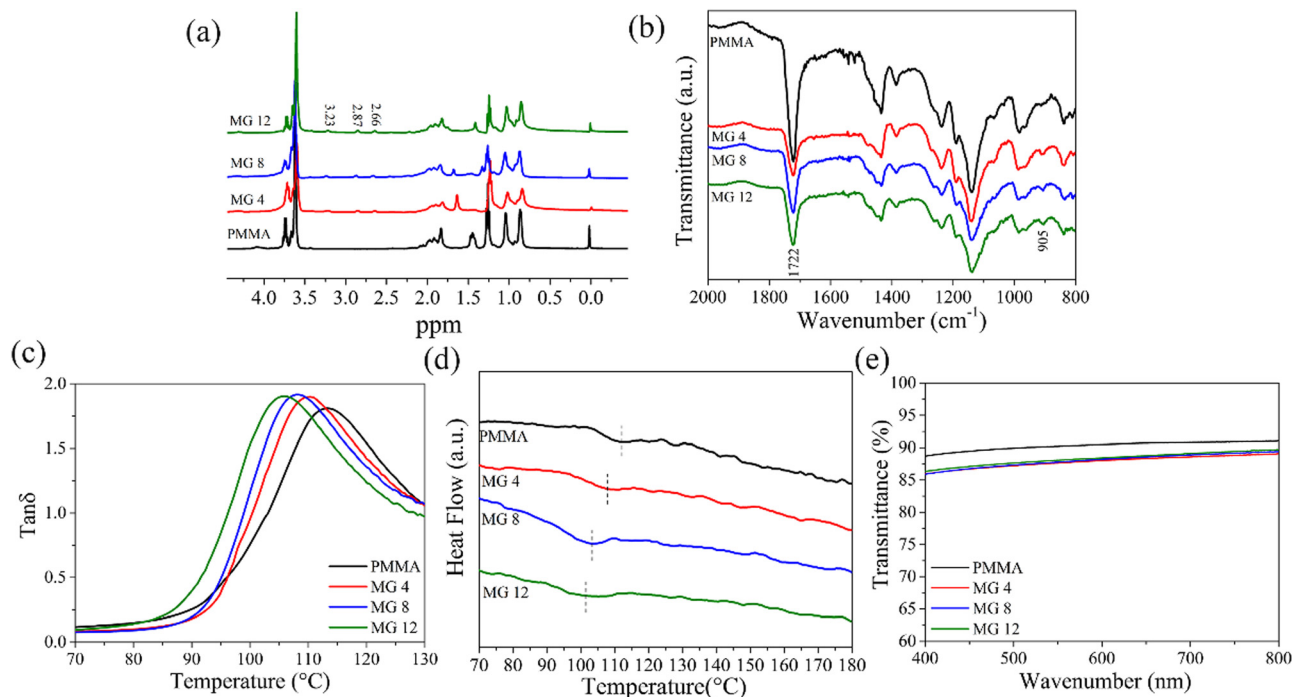 (a)
MG 12
3.23
2.87
2.66
MG 8
MG 4
PMMA
4.0 3.5 3.0 2.5 2.0 1.5 1.0 0.5 0.0
ppm
(b)
PMMA
MG 4
MG 8
MG 12
1722
905
Transmittance (a.u.)
2000 1800 1600 1400 1200 1000 800
Wavenumber (cm⁻¹)
(c)
2.0
1.5
1.0
0.5
0.0
Tanδ
PMMA
MG 4
MG 8
MG 12
70 80 90 100 110 120 130
Temperature (°C)
(d)
Heat Flow (a.u.)
PMMA
MG 4
MG 8
MG 12
70 80 90 100 110 120 130 140 150 160 170 180
Temperature(°C)
(e)
100
95
90
85
80
75
70
65
60
Transmittance (%)
PMMA
MG 4
MG 8
MG 12
400 500 600 700 800
Wavenumber (nm)